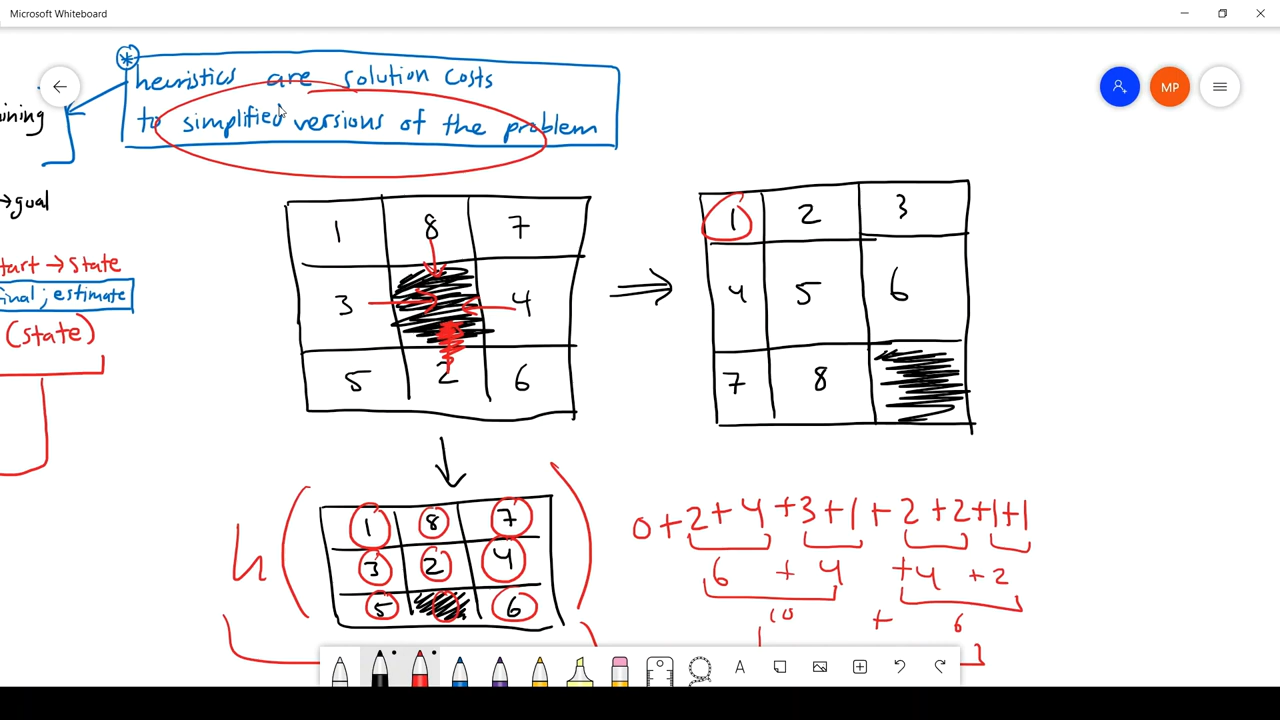 Microsoft Whiteboard
MP
* heuristics are solution costs
to simplified versions of the problem
ining
→goal
tart → state
inal ; estimate
(state)
1 8 7
3 4
5 2 6
⇒
1 2 3
4 5 6
7 8
h (
1 8 7
3 2 4
5 6
)
0+2+4+3+1+2+2+1+1
6 + 4 +4 +2
10 + 6
A